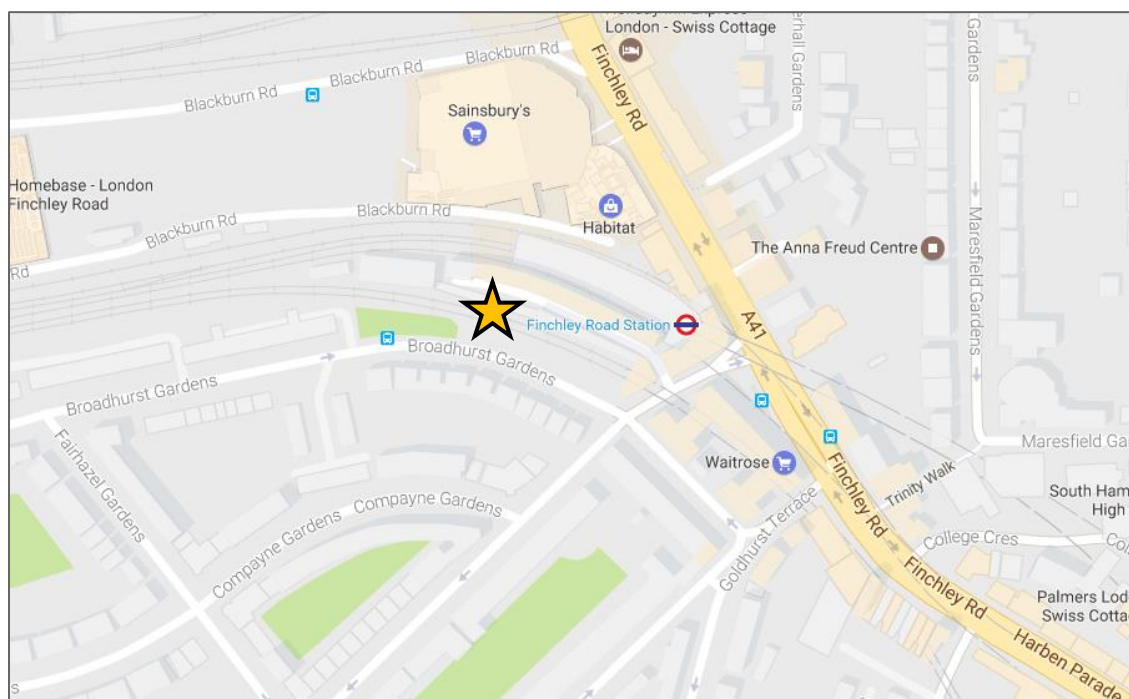 London - Swiss Cottage
Finchley Rd
Gardens
Blackburn Rd
Blackburn Rd
Sainsbury's
Homebase - London
Finchley Road
Blackburn Rd
Blackburn Rd
Rd
Habitat
The Anna Freud Centre
Maresfield Gardens
Maresfield Gardens
A41
Finchley Road Station
Broadhurst Gardens
Broadhurst Gardens
Fairhazel Gardens
Compayne Gardens
Compayne Gardens
Waitrose
Goldhurst Terrace
Finchley Rd
Trinity Walk
South Ham
High
College Cres
Finchley Rd
Harben Parade
Swiss Cotta